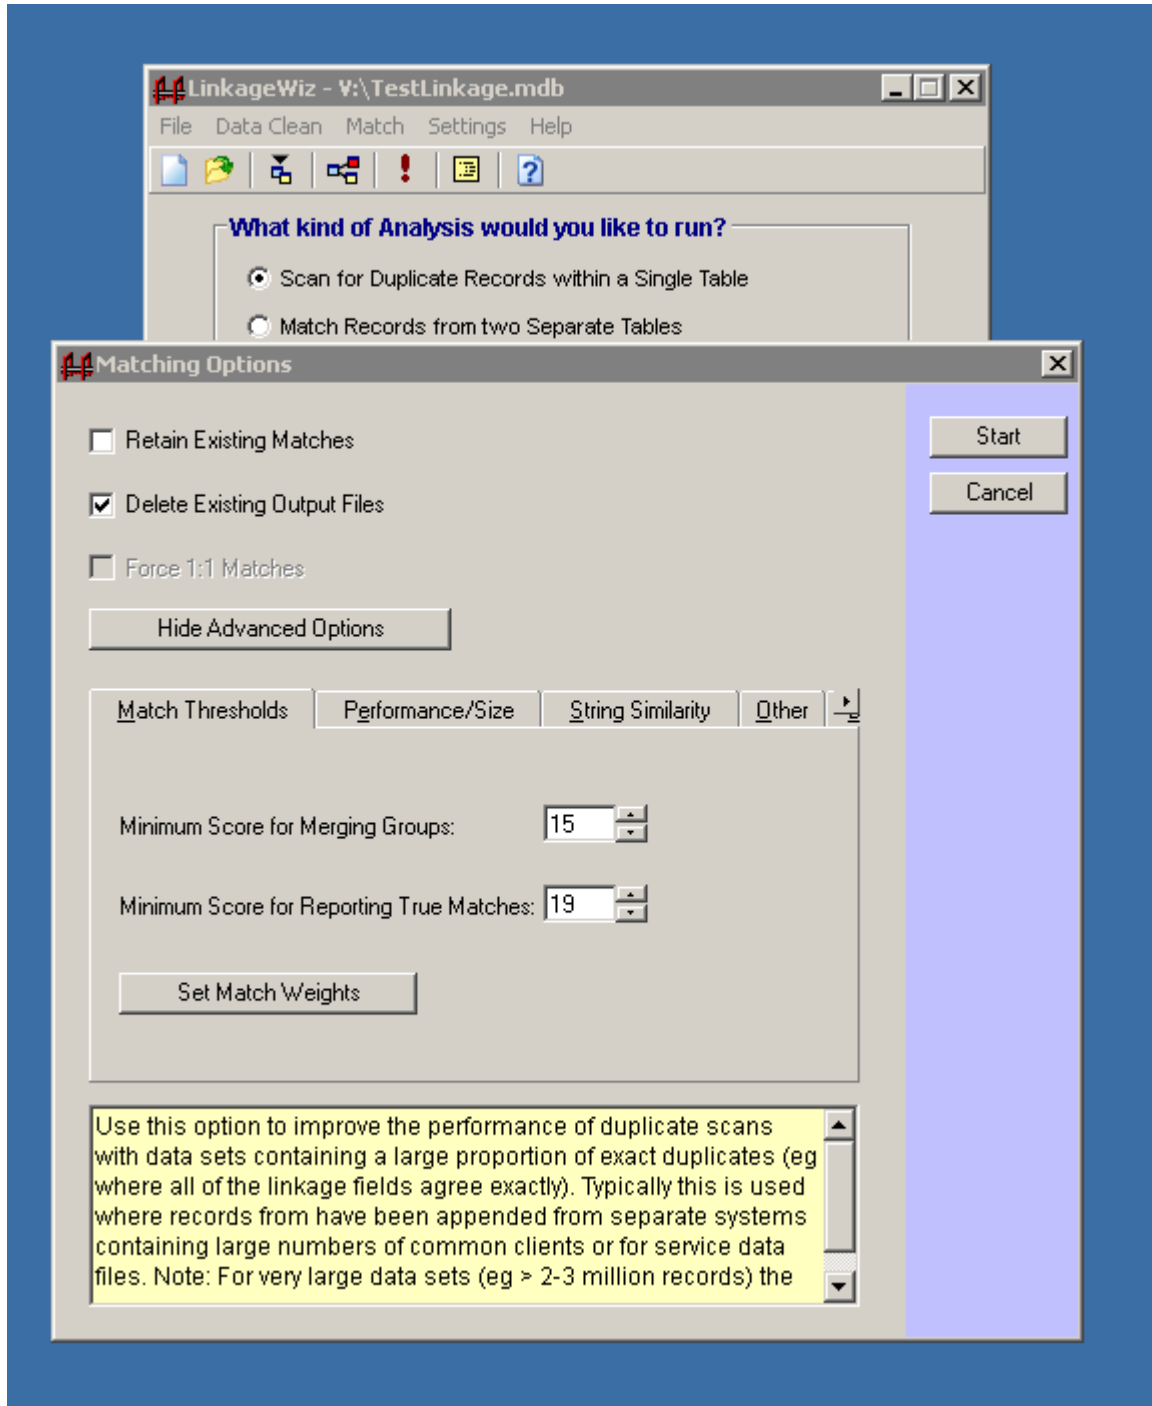 LinkageWiz - V:\TestLinkage.mdb
File Data Clean Match Settings Help
What kind of Analysis would you like to run?
Scan for Duplicate Records within a Single Table
Match Records from two Separate Tables
Matching Options
Retain Existing Matches
Start
Cancel
Delete Existing Output Files
Force 1:1 Matches
Hide Advanced Options
Match Thresholds Performance/Size String Similarity Other
Minimum Score for Merging Groups: 15
Minimum Score for Reporting True Matches: 19
Set Match Weights
Use this option to improve the performance of duplicate scans
with data sets containing a large proportion of exact duplicates (eg
where all of the linkage fields agree exactly). Typically this is used
where records from have been appended from separate systems
containing large numbers of common clients or for service data
files. Note: For very large data sets (eg > 2-3 million records) the